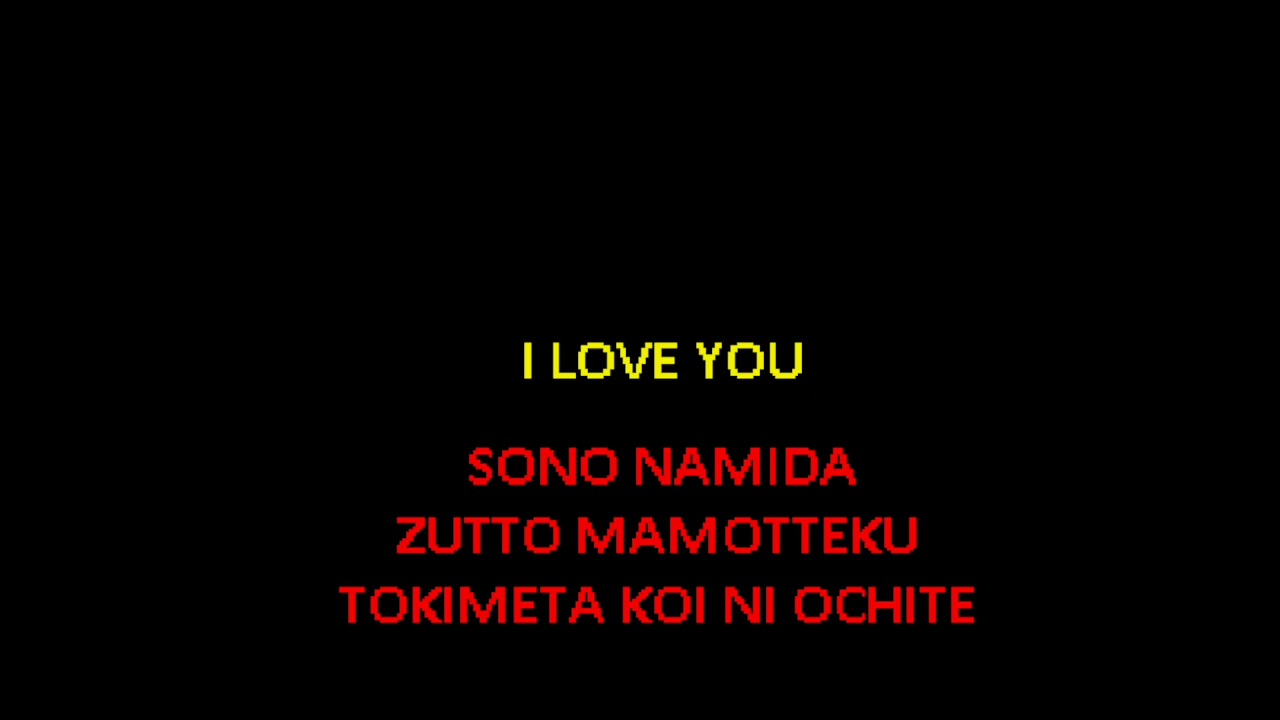 I LOVE YOU
SONO NAMIDA
ZUTTO MAMOTTEKU
TOKIMETA KOI NI OCHITE